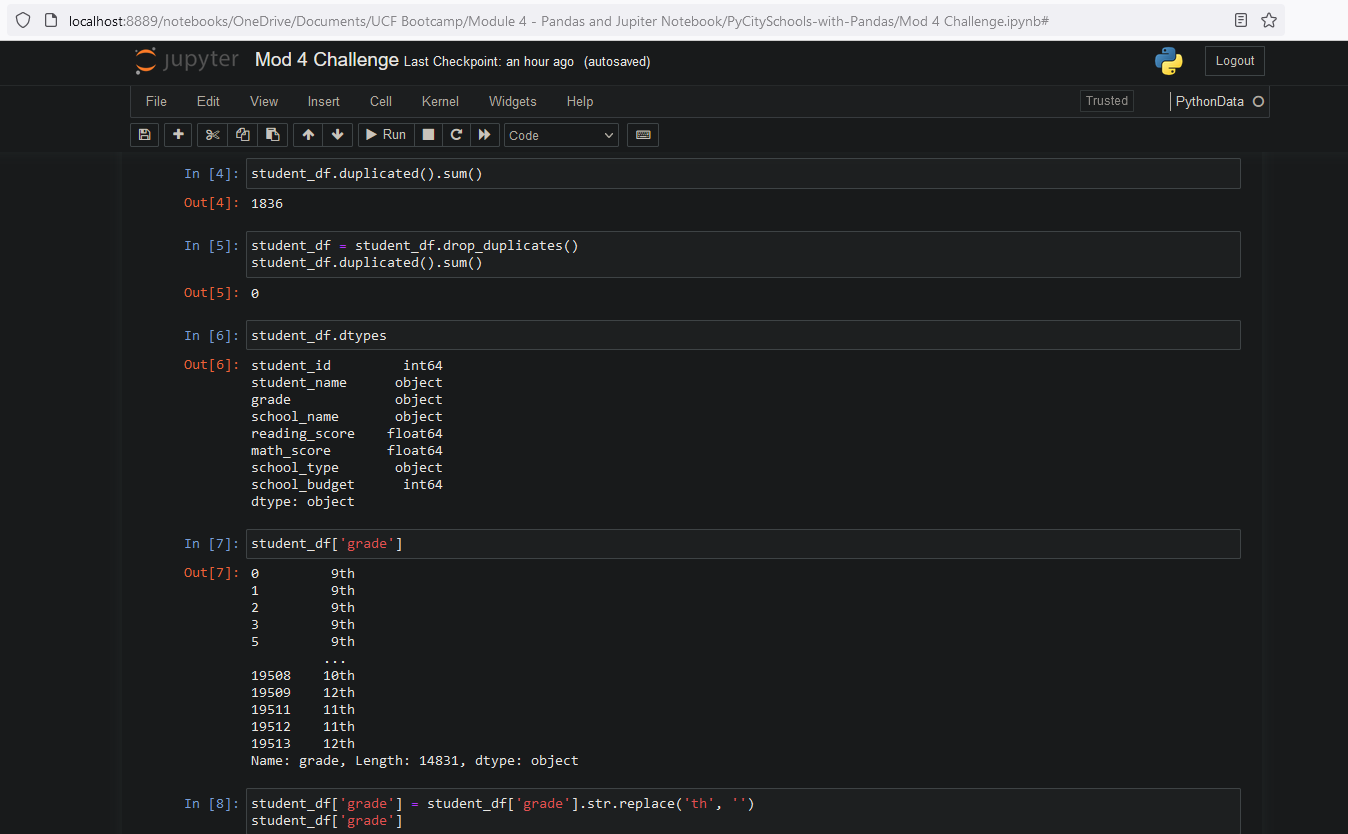 localhost:8889/notebooks/OneDrive/Documents/UCF Bootcamp/Module 4 - Pandas and Jupiter Notebook/PyCitySchools-with-Pandas/Mod 4 Challenge.ipynb#
jupyter Mod 4 Challenge Last Checkpoint: an hour ago (autosaved) Logout
File Edit View Insert Cell Kernel Widgets Help Trusted PythonData
Run Code
In [4]: student_df.duplicated().sum()
Out[4]: 1836
In [5]: student_df = student_df.drop_duplicates()
student_df.duplicated().sum()
Out[5]: 0
In [6]: student_df.dtypes
Out[6]: student_id int64
student_name object
grade object
school_name object
reading_score float64
math_score float64
school_type object
school_budget int64
dtype: object
In [7]: student_df['grade']
Out[7]: 0 9th
1 9th
2 9th
3 9th
5 9th
...
19508 10th
19509 12th
19511 11th
19512 11th
19513 12th
Name: grade, Length: 14831, dtype: object
In [8]: student_df['grade'] = student_df['grade'].str.replace('th', '')
student_df['grade']